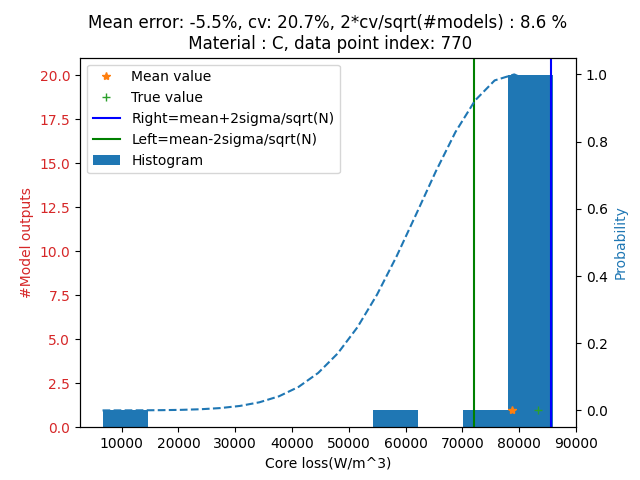 Mean error: -5.5%, cv: 20.7%, 2*cv/sqrt(#models) : 8.6 %
Material : C, data point index: 770
Mean value
True value
Right=mean+2sigma/sqrt(N)
Left=mean-2sigma/sqrt(N)
Histogram
#Model outputs
20.0
17.5
15.0
12.5
10.0
7.5
5.0
2.5
0.0
1.0
0.8
0.6
0.4
0.2
0.0
Probability
10000 20000 30000 40000 50000 60000 70000 80000 90000
Core loss(W/m^3)